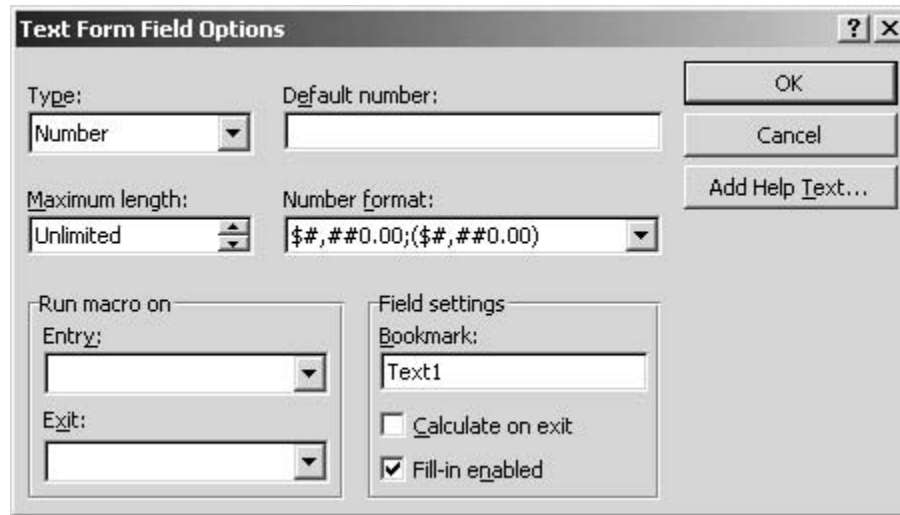 Text Form Field Options
Type:
Default number:
OK
Number
Cancel
Maximum length:
Number format:
Add Help Text...
Unlimited
$#,##0.00;($#,##0.00)
Run macro on
Field settings
Entry:
Bookmark:
Text1
Exit:
Calculate on exit
Fill-in enabled